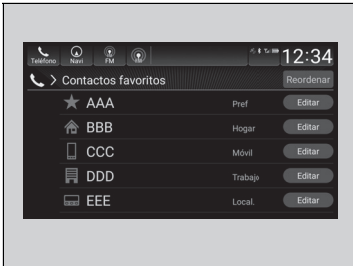 Teléfono Navi FM 12:34
Contactos favoritos Reordenar
AAA Pref Editar
BBB Hogar Editar
CCC Móvil Editar
DDD Trabajo Editar
EEE Local. Editar